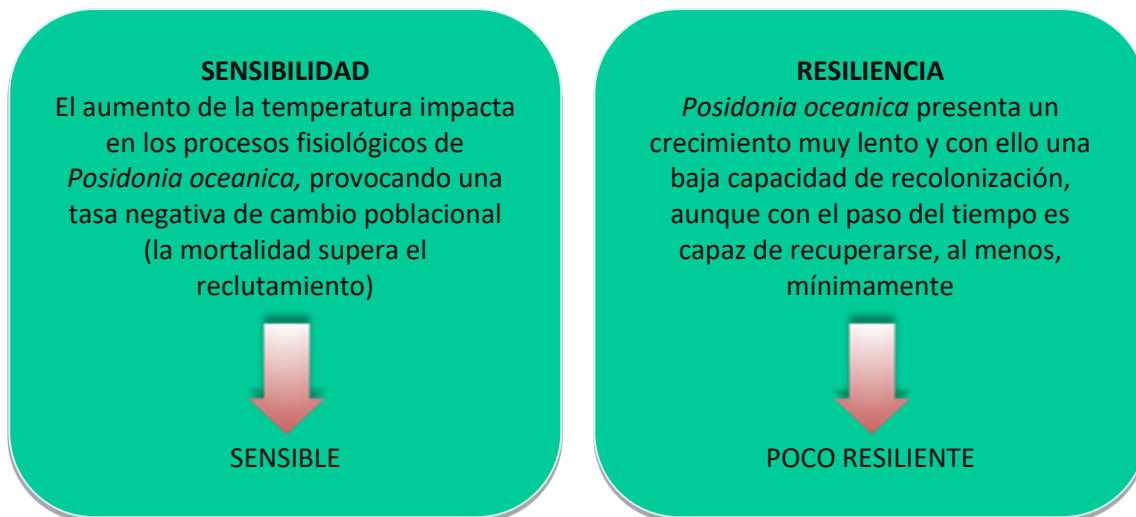 SENSIBILIDAD
El aumento de la temperatura impacta
en los procesos fisiológicos de
Posidonia oceanica, provocando una
tasa negativa de cambio poblacional
(la mortalidad supera el
reclutamiento)
SENSIBLE
RESILIENCIA
Posidonia oceanica presenta un
crecimiento muy lento y con ello una
baja capacidad de recolonización,
aunque con el paso del tiempo es
capaz de recuperarse, al menos,
mínimamente
POCO RESILIENTE